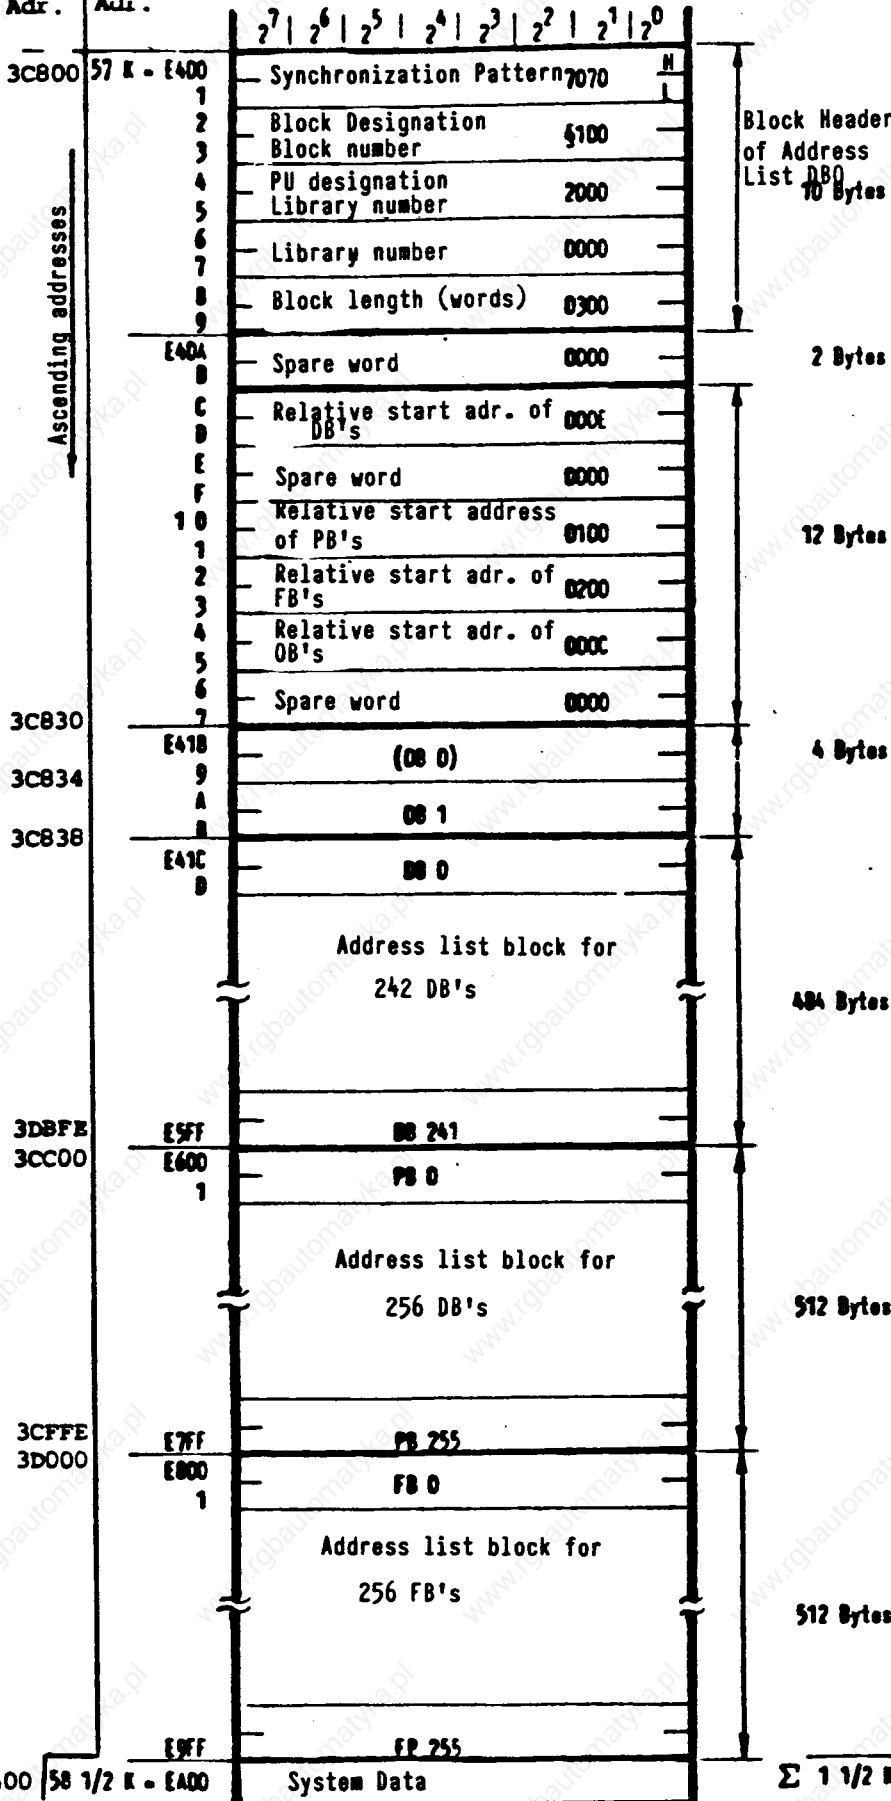 Adr. Adr.
2⁷ | 2⁶ | 2⁵ | 2⁴ | 2³ | 2² | 2¹ | 2⁰
3C800 57 K - E400 Synchronization Pattern 7070 H
1 L
Block Header
of Address
List DB0
10 Bytes
2 Block Designation
3 Block number 100
4 PU designation 2000
5 Library number
6 Library number 0000
7
8 Block length (words) 0300
9
Ascending addresses
E40A Spare word 0000 2 Bytes
B
C Relative start adr. of 000E
D DB's
E Spare word 0000
F
10 Relative start address
1 of PB's 0100 12 Bytes
2 Relative start adr. of 0200
3 FB's
4 Relative start adr. of 000C
5 OB's
6 Spare word 0000
3C830 7
E418 (OB 0) 4 Bytes
3C834 9
A OB 1
3C838 B
E41C DB 0
D
Address list block for
242 DB's 484 Bytes
3DBFE E5FF DB 241
3CC00 E600 PB 0
1
Address list block for
256 DB's 512 Bytes
3CFFE E7FF PB 255
3D000 E800 FB 0
1
Address list block for
256 FB's 512 Bytes
E9FF 255
00 58 1/2 K - EA00 System Data Σ 1 1/2 K
www.rgbautomatyka.pl